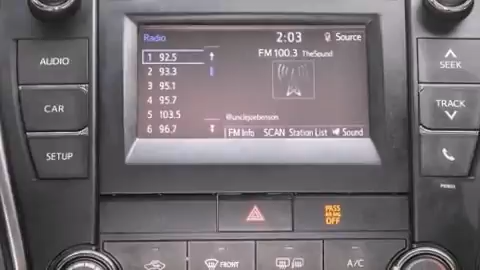 Radio 2:03 Source
FM 100.3 TheSound
1 92.5
2 93.3
3 95.1
4 95.7
5 103.5
6 96.7
@unclejoebenson
FM Info SCAN Station List Sound
AUDIO
CAR
SETUP
SEEK
TRACK
PASS
AIR BAG
OFF
FRONT
A/C